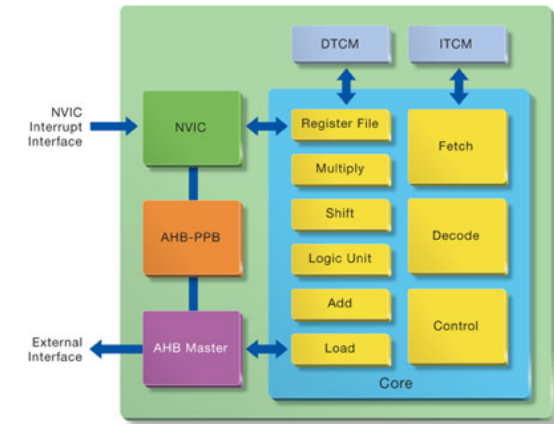 DTCM
ITCM
NVIC
Interrupt
Interface
NVIC
Register File
Fetch
Multiply
Shift
AHB-PPB
Decode
Logic Unit
Add
Control
External
Interface
AHB Master
Load
Core